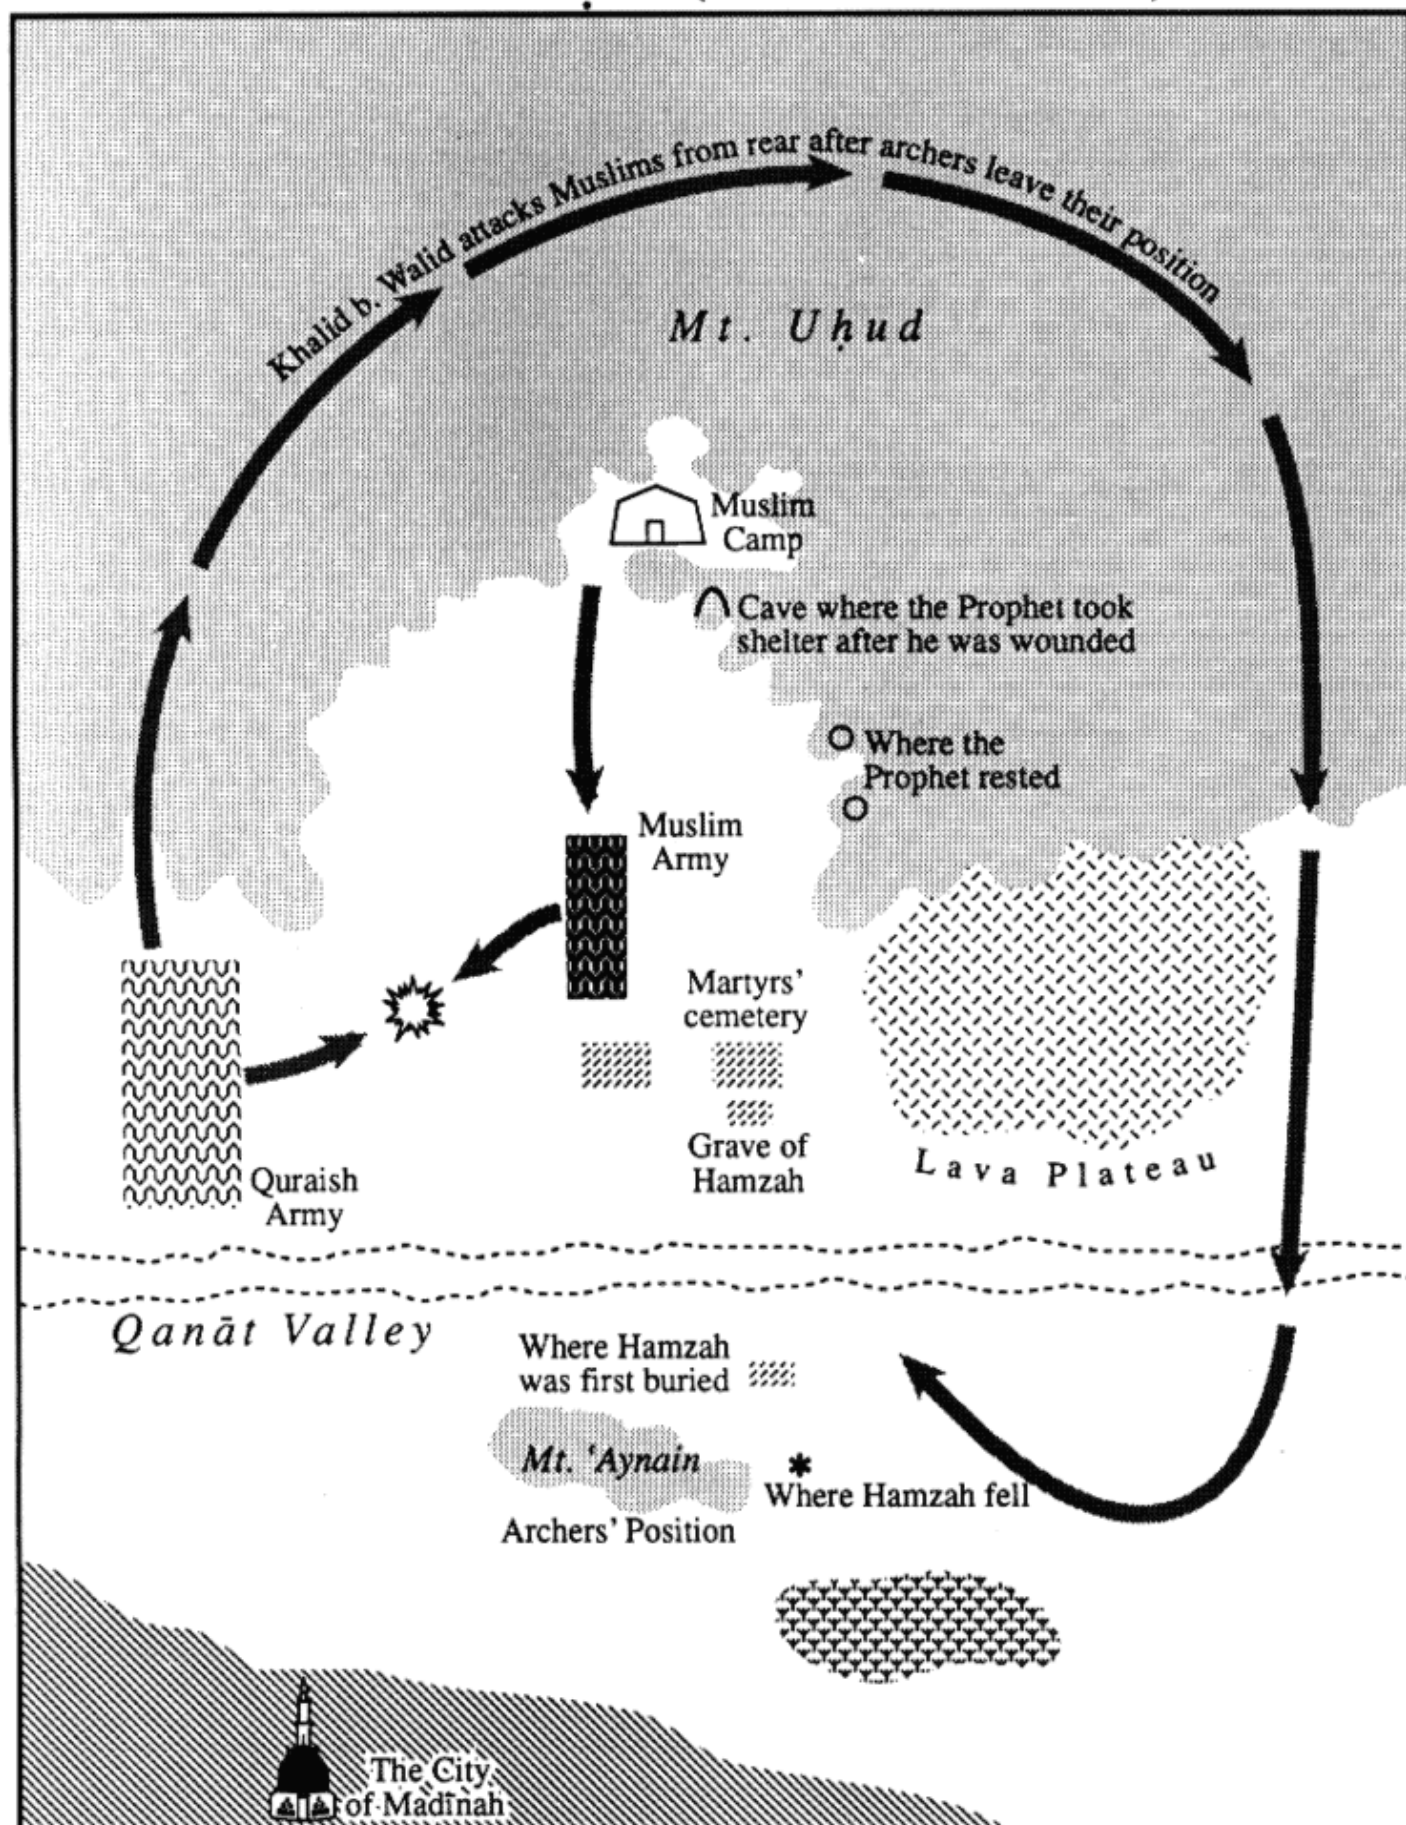 Khalid b. Walid attacks Muslims from rear after archers leave their position
Mt. Uḥud
Muslim
Camp
Cave where the Prophet took
shelter after he was wounded
Where the
Prophet rested
Muslim
Army
Martyrs’
cemetery
Grave of
Hamzah
Lava Plateau
Quraish
Army
Qanāt Valley
Where Hamzah
was first buried
Mt. ‘Aynain
Where Hamzah fell
Archers’ Position
The City
of Madīnah